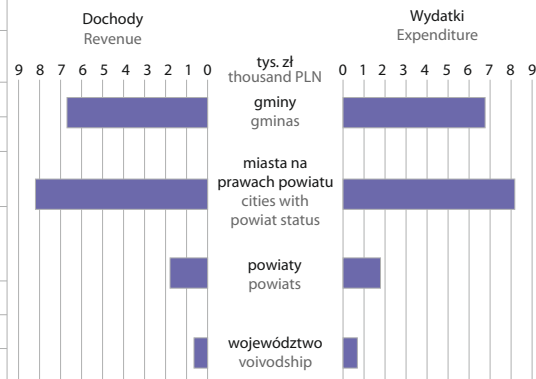 Dochody
Revenue
Wydatki
Expenditure
9 8 7 6 5 4 3 2 1 0
tys. zł
thousand PLN
0 1 2 3 4 5 6 7 8 9
gminy
gminas
miasta na
prawach powiatu
cities with
powiat status
powiaty
powiats
województwo
voivodship